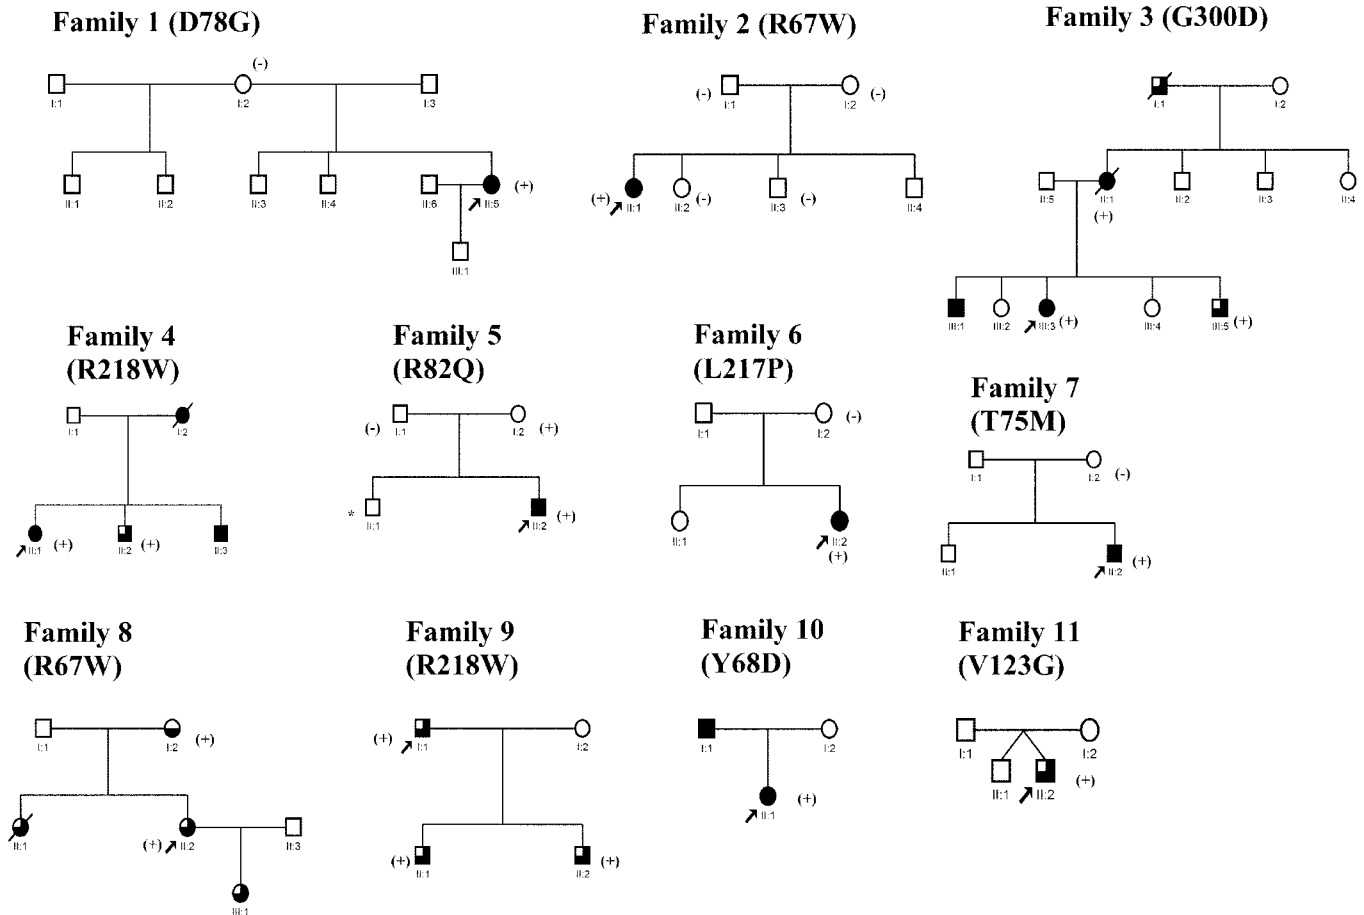 Family 1 (D78G)
Family 2 (R67W)
Family 3 (G300D)
(-)
I:1
I:2
I:3
II:1
II:2
II:3
II:4
II:6
II:5
(+)
III:1
(-)
I:1
I:2
(-)
(+)
II:1
II:2
(-)
II:3
(-)
II:4
I:1
I:2
II:5
II:1
(+)
II:2
II:3
II:4
III:1
III:2
III:3
(+)
III:4
III:5
(+)
Family 4
(R218W)
I:1
I:2
II:1
(+)
II:2
(+)
II:3
Family 5
(R82Q)
(-)
I:1
I:2
(+)
*
II:1
II:2
(+)
Family 6
(L217P)
I:1
I:2
(-)
II:1
II:2
(+)
Family 7
(T75M)
I:1
I:2
(-)
II:1
II:2
(+)
Family 8
(R67W)
I:1
I:2
(+)
II:1
(+)
II:2
II:3
III:1
Family 9
(R218W)
(+)
I:1
I:2
(+)
II:1
II:2
(+)
Family 10
(Y68D)
I:1
I:2
II:1
(+)
Family 11
(V123G)
I:1
I:2
II:1
II:2
(+)